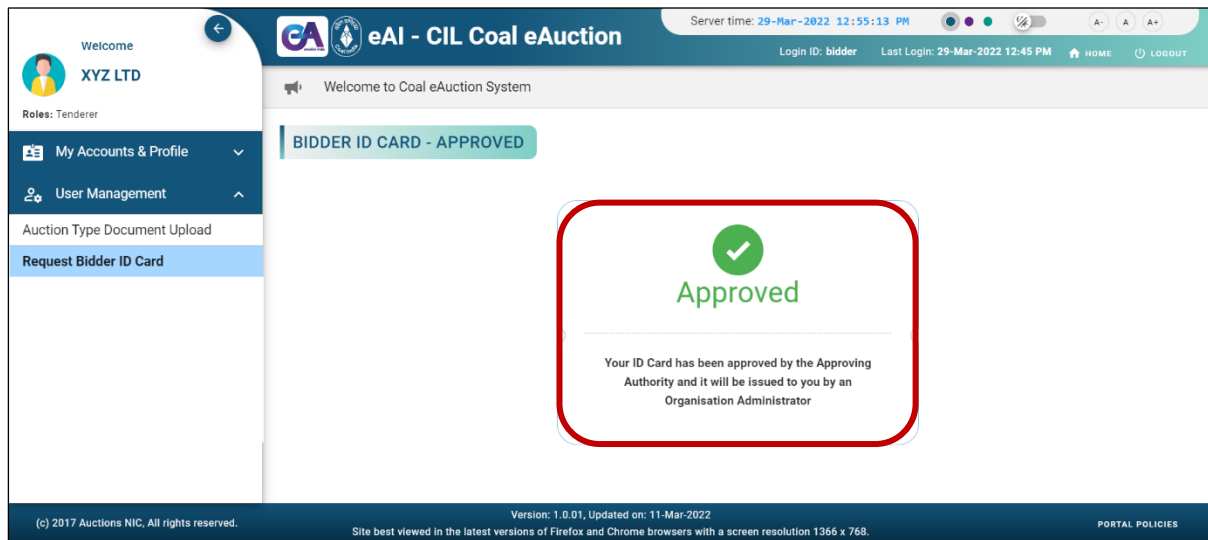 Welcome
XYZ LTD
Roles: Tenderer
My Accounts & Profile
User Management
Auction Type Document Upload
Request Bidder ID Card
eA
eAI - CIL Coal eAuction
Server time: 29-Mar-2022 12:55:13 PM
A- A A+
Login ID: bidder Last Login: 29-Mar-2022 12:45 PM HOME LOGOUT
Welcome to Coal eAuction System
BIDDER ID CARD - APPROVED
Approved
Your ID Card has been approved by the Approving
Authority and it will be issued to you by an
Organisation Administrator
(c) 2017 Auctions NIC, All rights reserved.
Version: 1.0.01, Updated on: 11-Mar-2022
Site best viewed in the latest versions of Firefox and Chrome browsers with a screen resolution 1366 x 768.
PORTAL POLICIES